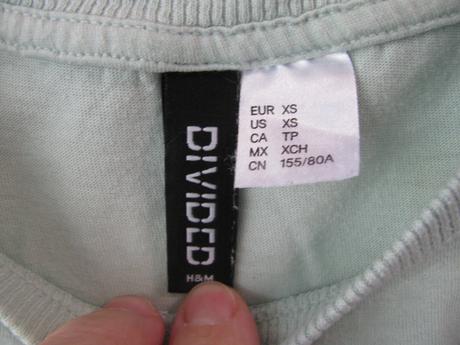 DIVIDED
H&M
EUR XS
US XS
CA TP
MX XCH
CN 155/80A